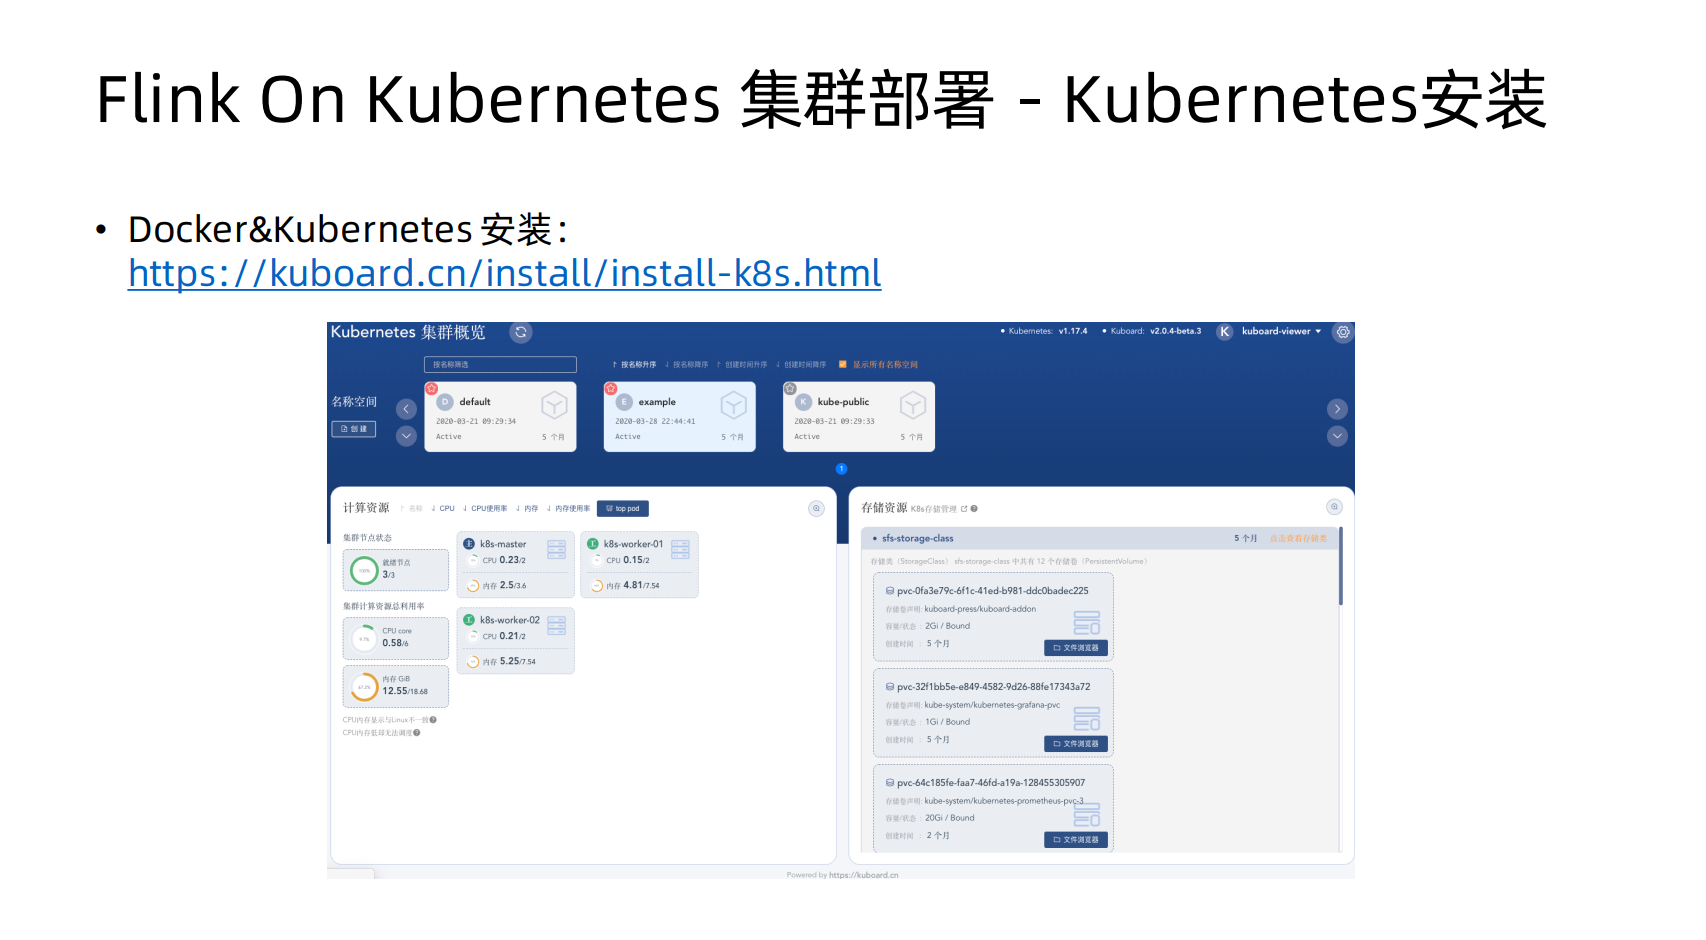 Flink On Kubernetes 集群部署 - Kubernetes安装
• Docker&Kubernetes 安装：
https://kuboard.cn/install/install-k8s.html
Kubernetes 集群概览
• Kubernetes: v1.17.4 • Kuboard: v2.0.4-beta.3 K kuboard-viewer
按名称筛选
↑ 按名称升序 ↓ 按名称降序 ↑ 创建时间升序 ↓ 创建时间降序 显示所有名称空间
名称空间
创建
D default
2020-03-21 09:29:34
Active 5 个月
E example
2020-03-28 22:44:41
Active 5 个月
K kube-public
2020-03-21 09:29:33
Active 5 个月
1
计算资源 ↑ 名称 ↓ CPU ↓ CPU使用率 ↓ 内存 ↓ 内存使用率 top pod
集群节点状态
100% 就绪节点
3/3
集群计算资源总利用率
9.7% CPU core
0.58/6
67.2% 内存 GiB
12.55/18.68
CPU内存显示与Linux不一致
CPU内存低却无法调度
主 k8s-master
CPU 0.23/2
内存 2.5/3.6
工 k8s-worker-01
CPU 0.15/2
内存 4.81/7.54
工 k8s-worker-02
CPU 0.21/2
内存 5.25/7.54
存储资源 K8s存储管理
• sfs-storage-class 5 个月 点击查看存储类
存储类（StorageClass） sfs-storage-class 中共有 12 个存储卷（PersistentVolume）
pvc-0fa3e79c-6f1c-41ed-b981-ddc0badec225
存储卷声明: kuboard-press/kuboard-addon
容量/状态 : 2Gi / Bound
创建时间 : 5 个月
文件浏览器
pvc-32f1bb5e-e849-4582-9d26-88fe17343a72
存储卷声明: kube-system/kubernetes-grafana-pvc
容量/状态 : 1Gi / Bound
创建时间 : 5 个月
文件浏览器
pvc-64c185fe-faa7-46fd-a19a-128455305907
存储卷声明: kube-system/kubernetes-prometheus-pvc-3
容量/状态 : 20Gi / Bound
创建时间 : 2 个月
文件浏览器
Powered by https://kuboard.cn